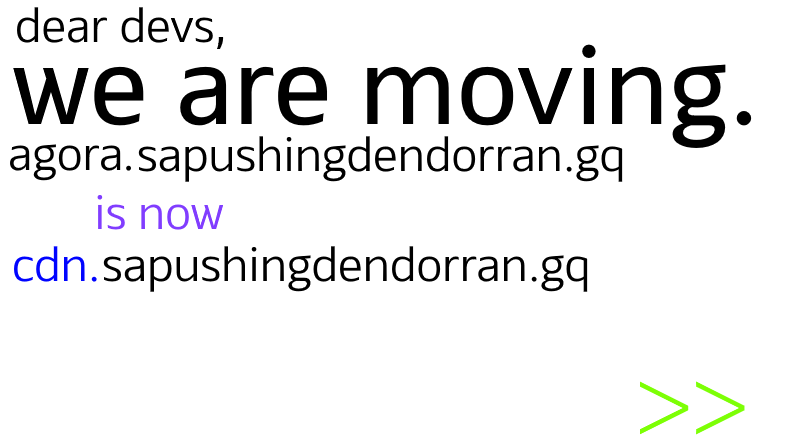 dear devs,
we are moving.
agora.sapushingdendorran.gq
is now
cdn.sapushingdendorran.gq
>>